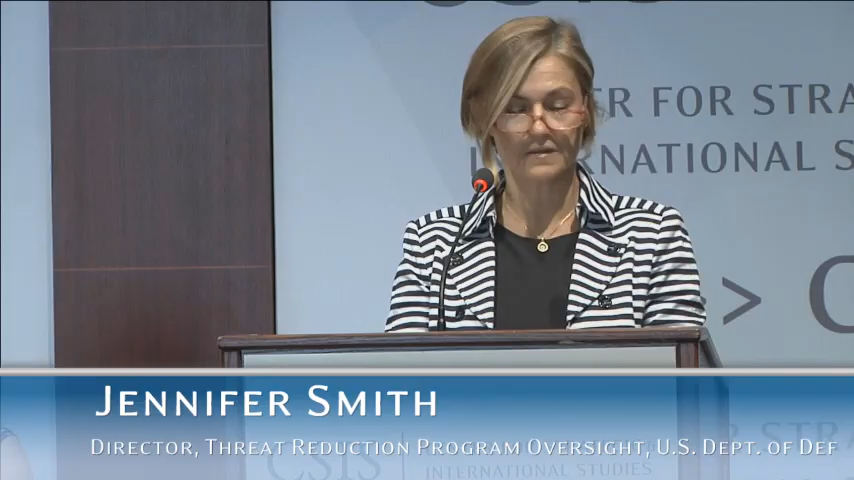 ER FOR STRA
INTERNATIONAL S
> C
JENNIFER SMITH
DIRECTOR, THREAT REDUCTION PROGRAM OVERSIGHT, U.S. DEPT. OF DEF
CSIS
INTERNATIONAL STUDIES